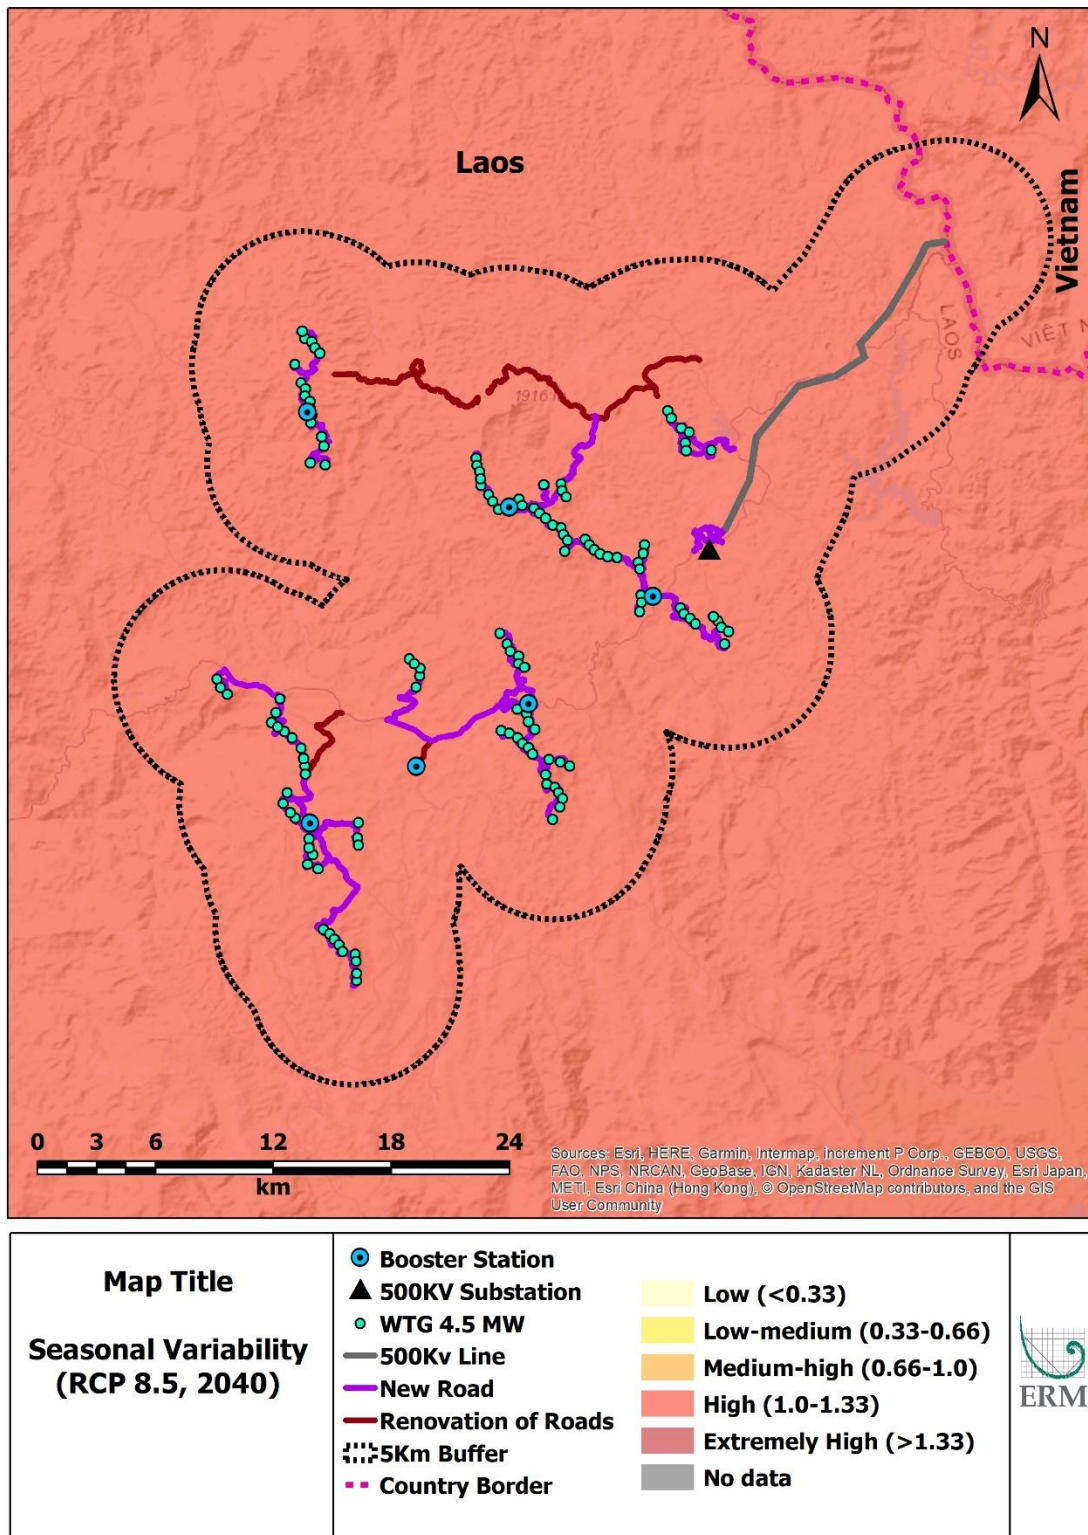 N
Laos
Vietnam
LAOS
VIÊT N
1916
0 3 6 12 18 24
km
Sources: Esri, HERE, Garmin, Intermap, increment P Corp., GEBCO, USGS,
FAO, NPS, NRCAN, GeoBase, IGN, Kadaster NL, Ordnance Survey, Esri Japan,
METI, Esri China (Hong Kong), © OpenStreetMap contributors, and the GIS
User Community
Map Title
Seasonal Variability
(RCP 8.5, 2040)
Booster Station
500KV Substation
WTG 4.5 MW
500Kv Line
New Road
Renovation of Roads
5Km Buffer
Country Border
Low (<0.33)
Low-medium (0.33-0.66)
Medium-high (0.66-1.0)
High (1.0-1.33)
Extremely High (>1.33)
No data
ERM